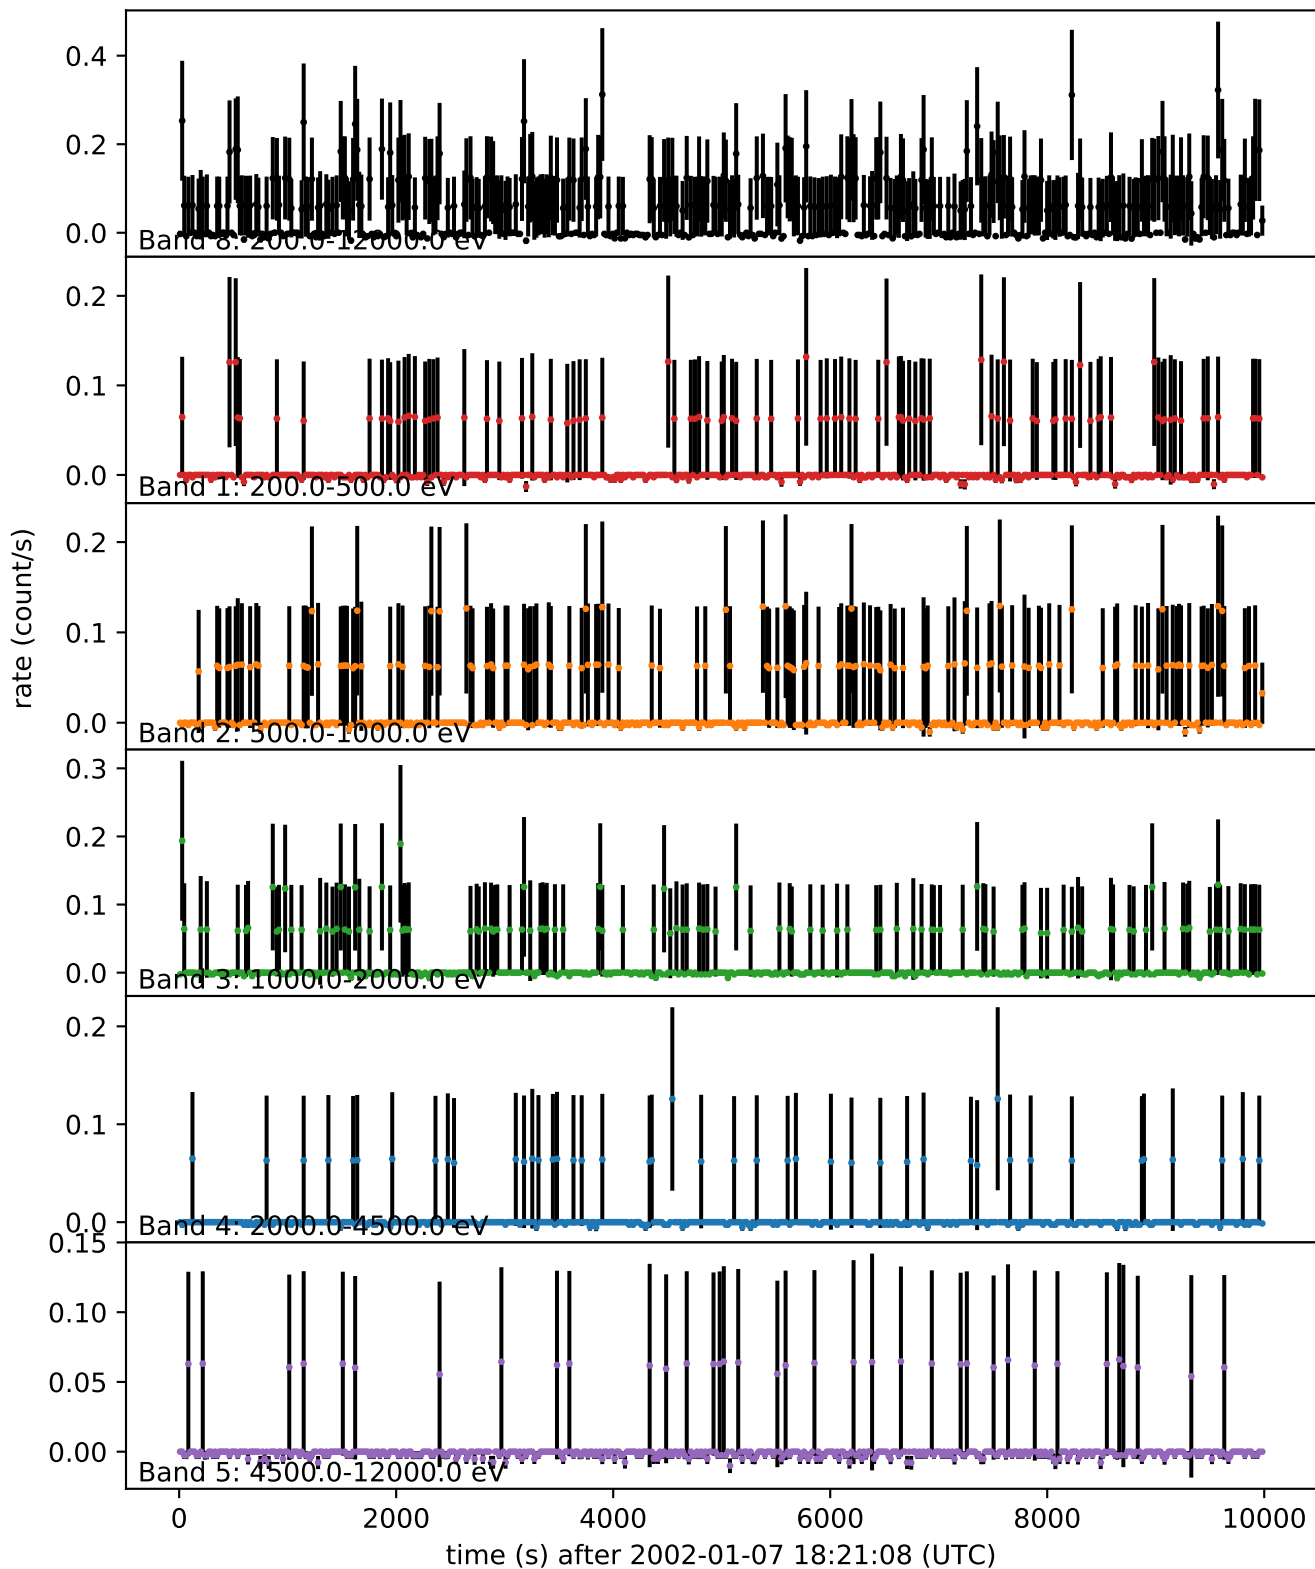 0.4
0.2
0.0
Band 8: 200.0-12000.0 eV
0.2
0.1
0.0
Band 1: 200.0-500.0 eV
0.2
0.1
0.0
Band 2: 500.0-1000.0 eV
rate (count/s)
0.3
0.2
0.1
0.0
Band 3: 1000.0-2000.0 eV
0.2
0.1
0.0
Band 4: 2000.0-4500.0 eV
0.15
0.10
0.05
0.00
Band 5: 4500.0-12000.0 eV
0 2000 4000 6000 8000 10000
time (s) after 2002-01-07 18:21:08 (UTC)